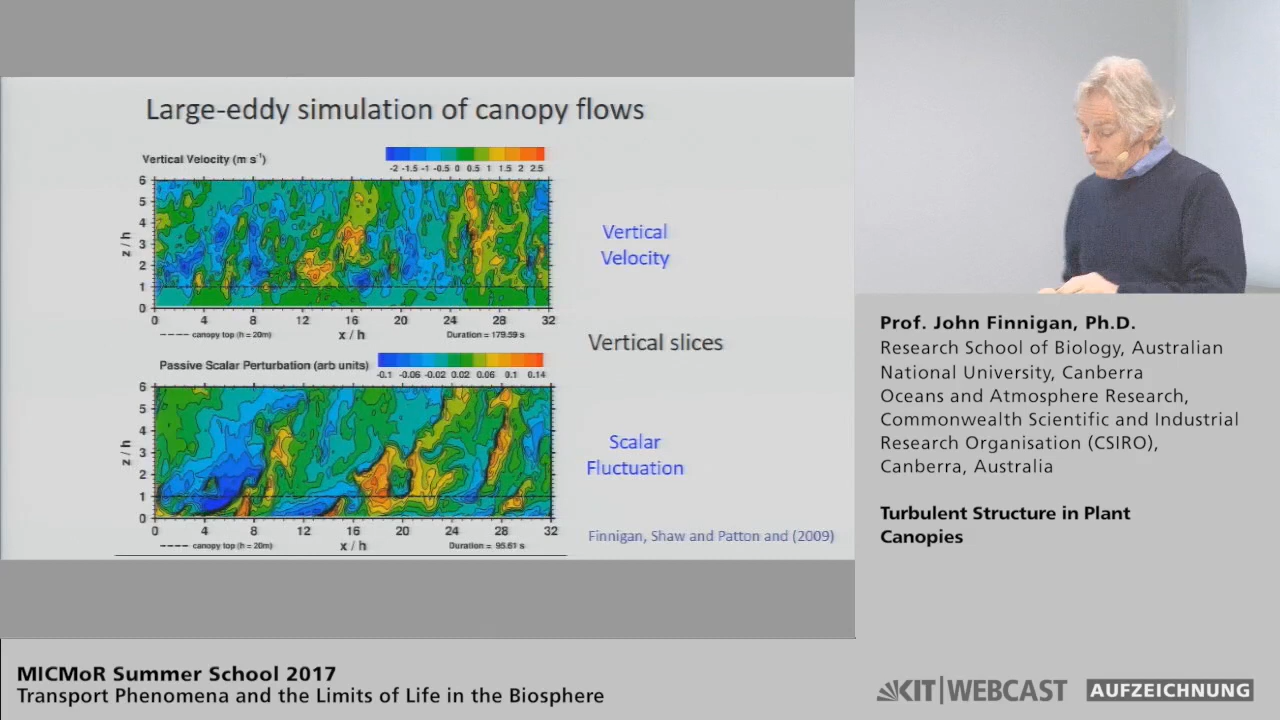 Large-eddy simulation of canopy flows
Vertical Velocity (m s⁻¹)
-2 -1.5 -1 -0.5 0 0.5 1 1.5 2 2.5
6
5
4
3
2
1
0
z / h
0 4 8 12 16 20 24 28 32
---- canopy top (h = 20m)
x / h
Duration = 179.59 s
Vertical
Velocity
Vertical slices
Passive Scalar Perturbation (arb units)
-0.1 -0.06 -0.02 0.02 0.06 0.1 0.14
6
5
4
3
2
1
0
z / h
0 4 8 12 16 20 24 28 32
---- canopy top (h = 20m)
x / h
Duration = 95.61 s
Scalar
Fluctuation
Finnigan, Shaw and Patton and (2009)
Prof. John Finnigan, Ph.D.
Research School of Biology, Australian
National University, Canberra
Oceans and Atmosphere Research,
Commonwealth Scientific and Industrial
Research Organisation (CSIRO),
Canberra, Australia
Turbulent Structure in Plant
Canopies
MICMoR Summer School 2017
Transport Phenomena and the Limits of Life in the Biosphere
KIT|WEBCAST
AUFZEICHNUNG